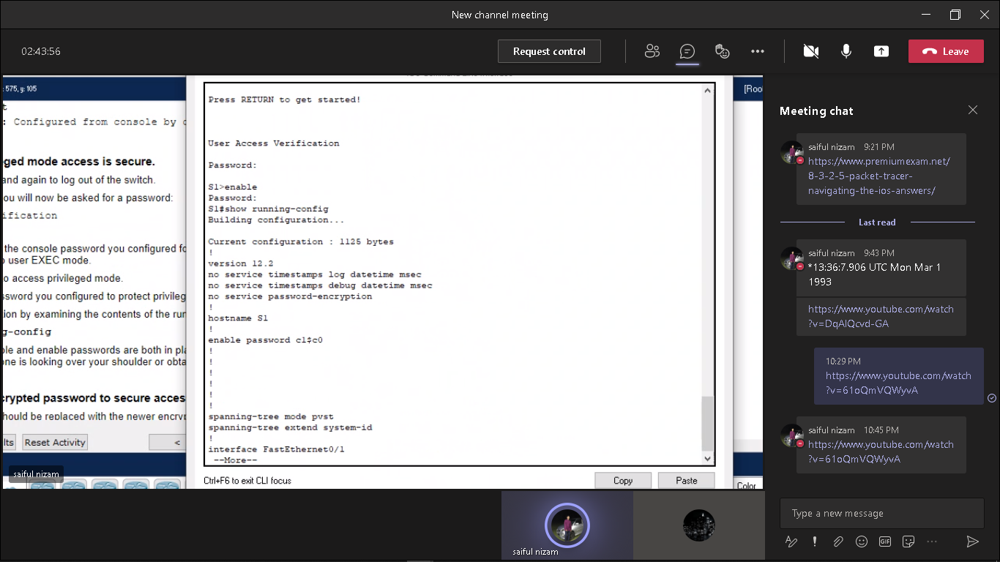 New channel meeting
02:43:56
Request control
Leave
: 575, y: 105
: Configured from console by c
eged mode access is secure.
and again to log out of the switch.
ou will now be asked for a password:
ification
the console password you configured fo
o user EXEC mode.
o access privileged mode.
ssword you configured to protect privileg
ion by examining the contents of the run
g-config
ole and enable passwords are both in pla
one is looking over your shoulder or obta
crypted password to secure acces
hould be replaced with the newer encry
lts
Reset Activity
<
saiful nizam
Press RETURN to get started!
User Access Verification
Password:
S1>enable
Password:
S1#show running-config
Building configuration...
Current configuration : 1125 bytes
!
version 12.2
no service timestamps log datetime msec
no service timestamps debug datetime msec
no service password-encryption
!
hostname S1
!
enable password c1$c0
!
!
!
!
!
!
spanning-tree mode pvst
spanning-tree extend system-id
!
interface FastEthernet0/1
--More--
Ctrl+F6 to exit CLI focus
Copy
Paste
[Roo
Color
saiful nizam
Meeting chat
saiful nizam 9:21 PM
https://www.premiumexam.net/
8-3-2-5-packet-tracer-
navigating-the-ios-answers/
Last read
saiful nizam 9:43 PM
*13:36:7.906 UTC Mon Mar 1
1993
https://www.youtube.com/watch
?v=DqAlQcvd-GA
10:29 PM
https://www.youtube.com/watch
?v=61oQmVQWyvA
saiful nizam 10:45 PM
https://www.youtube.com/watch
?v=61oQmVQWyvA
Type a new message
GIF